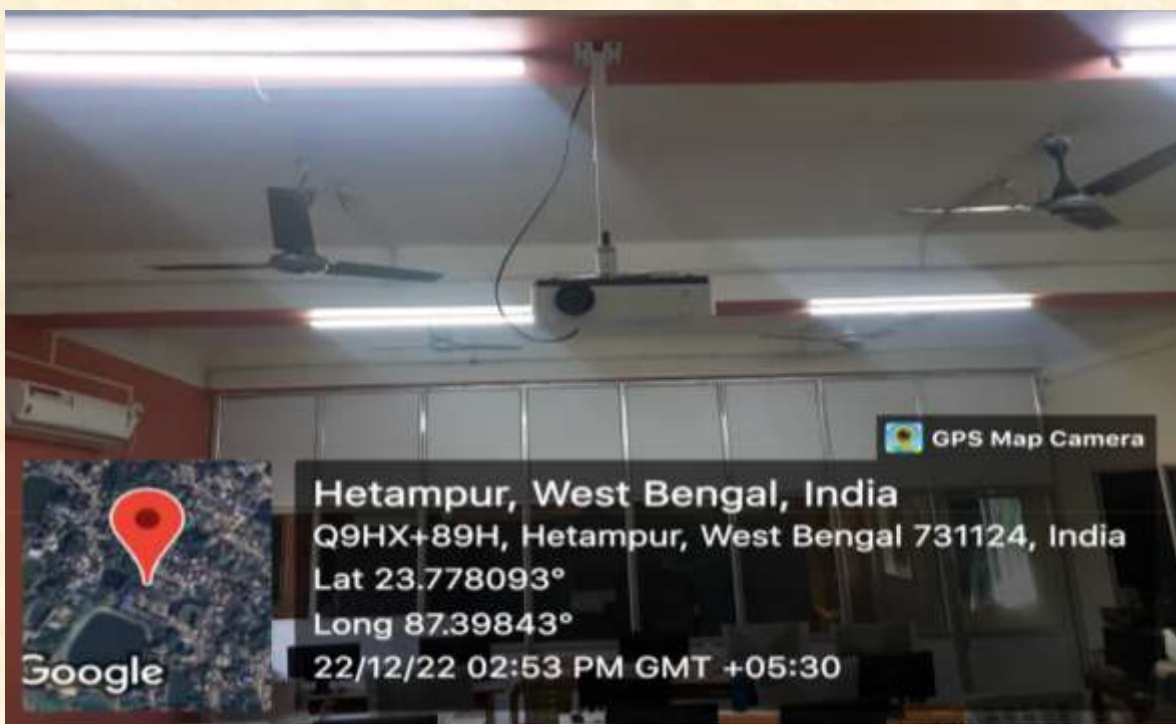 GPS Map Camera
Hetampur, West Bengal, India
Q9HX+89H, Hetampur, West Bengal 731124, India
Lat 23.778093°
Long 87.39843°
22/12/22 02:53 PM GMT +05:30
Google